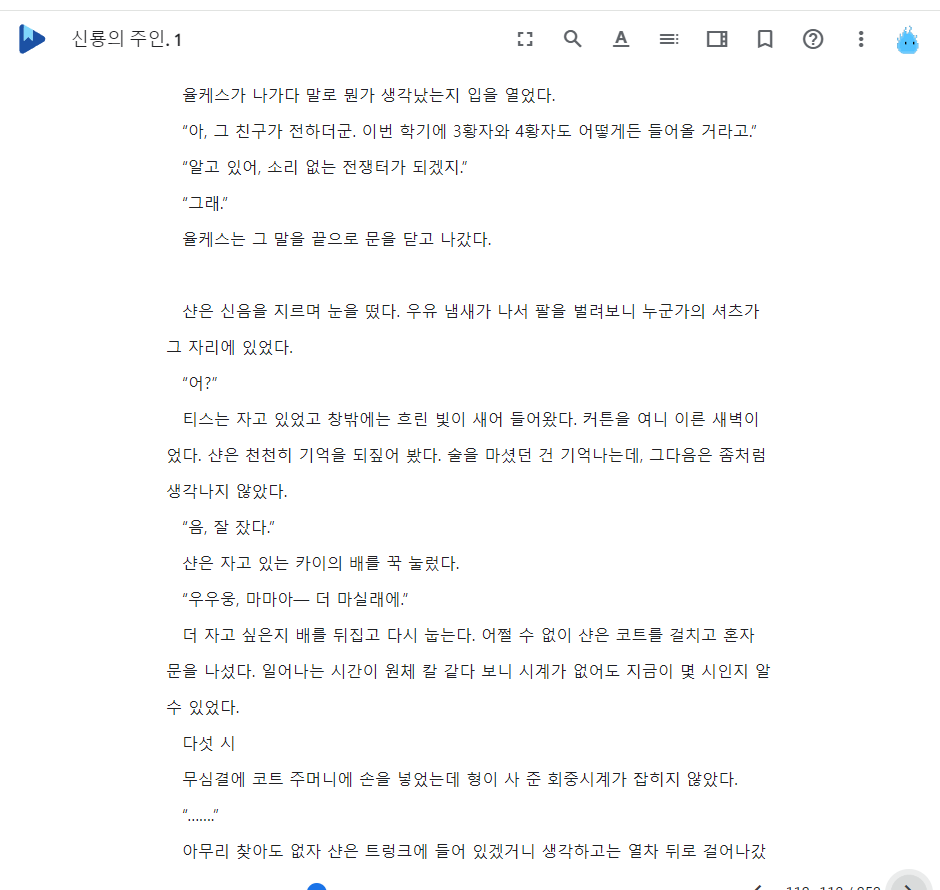 신룡의 주인. 1
율케스가 나가다 말로 뭔가 생각났는지 입을 열었다.
“아, 그 친구가 전하더군. 이번 학기에 3황자와 4황자도 어떻게든 들어올 거라고.”
“알고 있어, 소리 없는 전쟁터가 되겠지.”
“그래.”
율케스는 그 말을 끝으로 문을 닫고 나갔다.
샨은 신음을 지르며 눈을 떴다. 우유 냄새가 나서 팔을 벌려보니 누군가의 셔츠가
그 자리에 있었다.
“어?”
티스는 자고 있었고 창밖에는 흐린 빛이 새어 들어왔다. 커튼을 여니 이른 새벽이
었다. 샨은 천천히 기억을 되짚어 봤다. 술을 마셨던 건 기억나는데, 그다음은 좀처럼
생각나지 않았다.
“음, 잘 잤다.”
샨은 자고 있는 카이의 배를 꾹 눌렀다.
“우우웅, 마마아— 더 마실래에.”
더 자고 싶은지 배를 뒤집고 다시 눕는다. 어쩔 수 없이 샨은 코트를 걸치고 혼자
문을 나섰다. 일어나는 시간이 원체 칼 같다 보니 시계가 없어도 지금이 몇 시인지 알
수 있었다.
다섯 시
무심결에 코트 주머니에 손을 넣었는데 형이 사 준 회중시계가 잡히지 않았다.
“…….”
아무리 찾아도 없자 샨은 트렁크에 들어 있겠거니 생각하고는 열차 뒤로 걸어나갔